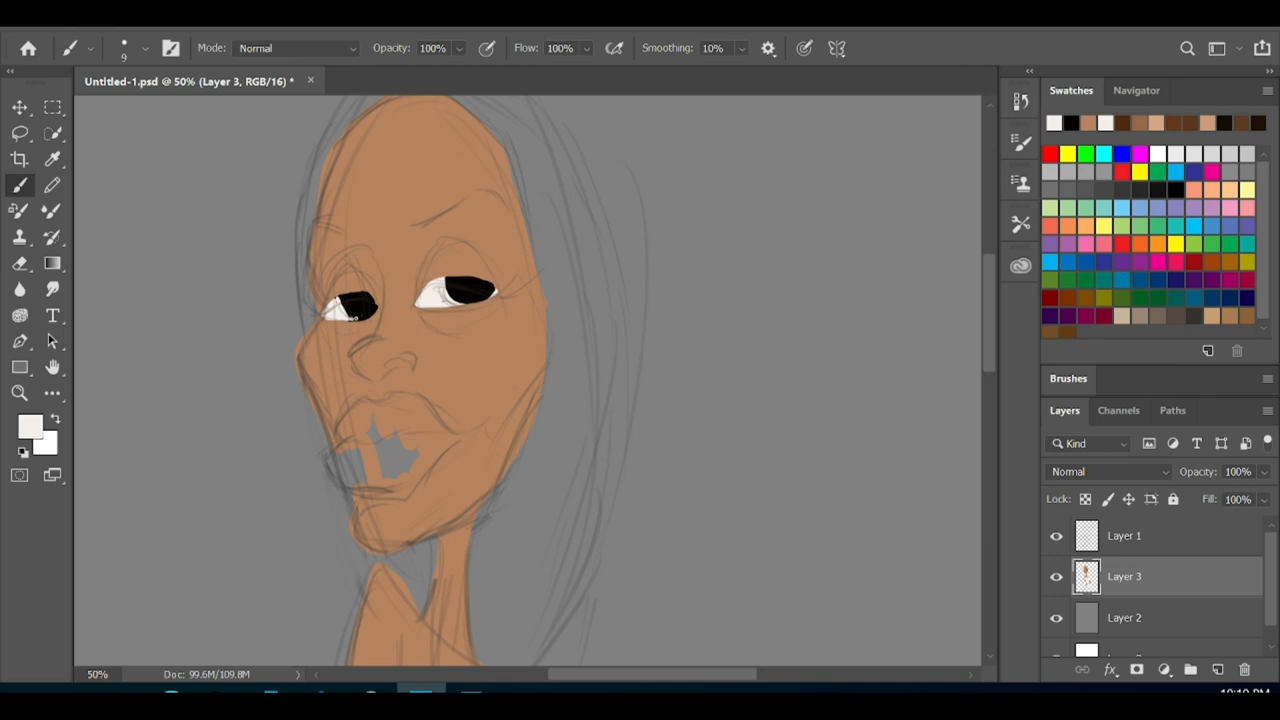 9
Mode: Normal
Opacity: 100%
Flow: 100%
Smoothing: 10%
Untitled-1.psd @ 50% (Layer 3, RGB/16) *
Swatches
Navigator
Brushes
Layers
Channels
Paths
Kind
Normal
Opacity: 100%
Lock:
Fill: 100%
Layer 1
Layer 3
Layer 2
50%
Doc: 99.6M/109.8M